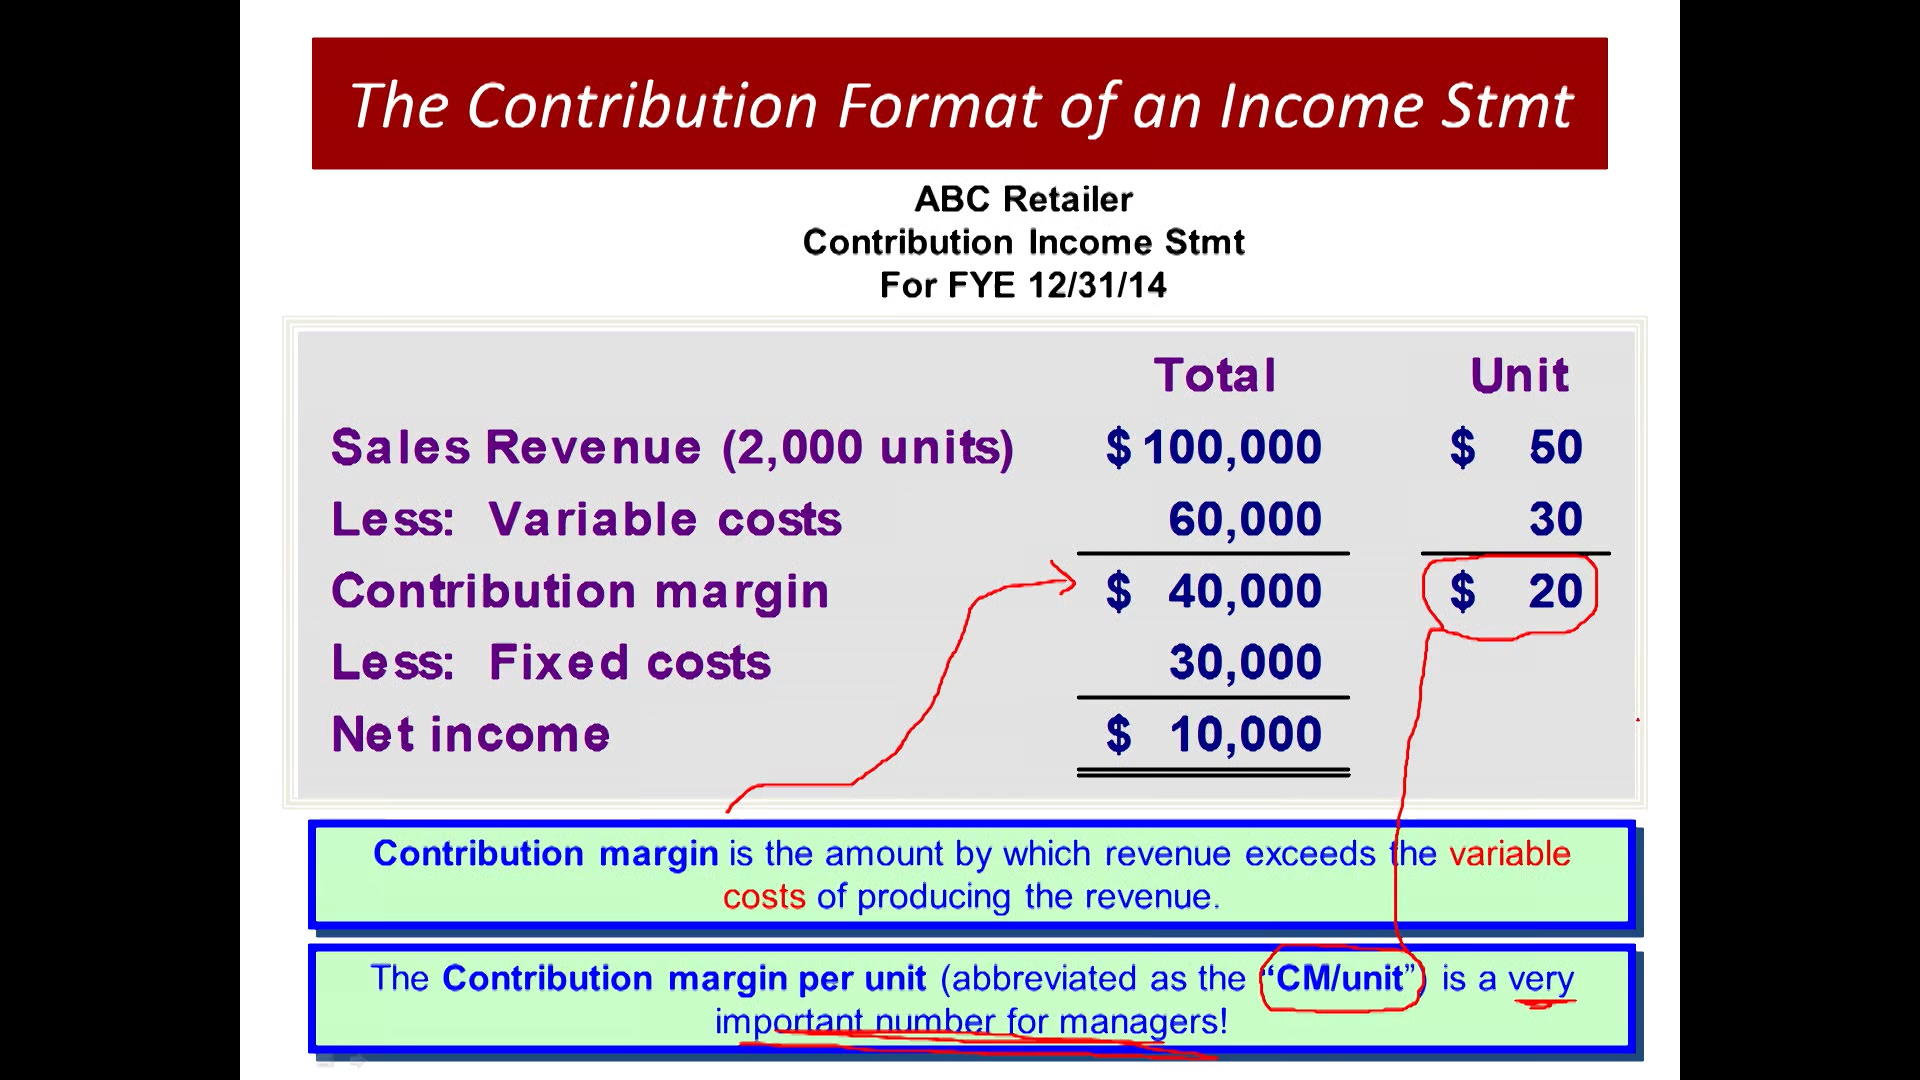 The Contribution Format of an Income Stmt
ABC Retailer
Contribution Income Stmt
For FYE 12/31/14
Total Unit
Sales Revenue (2,000 units) $ 100,000 $ 50
Less: Variable costs 60,000 30
Contribution margin $ 40,000 $ 20
Less: Fixed costs 30,000
Net income $ 10,000
Contribution margin is the amount by which revenue exceeds the variable
costs of producing the revenue.
The Contribution margin per unit (abbreviated as the “CM/unit”) is a very
important number for managers!